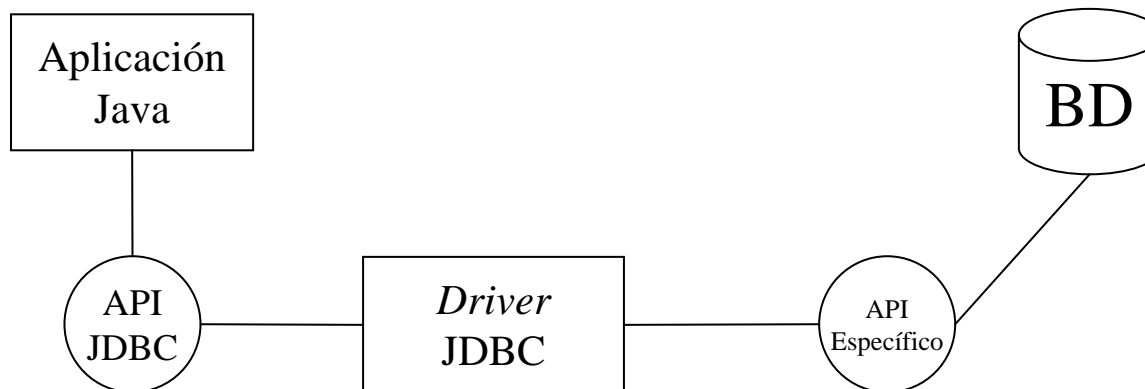 Aplicación
Java
BD
API
JDBC
Driver
JDBC
API
Específico